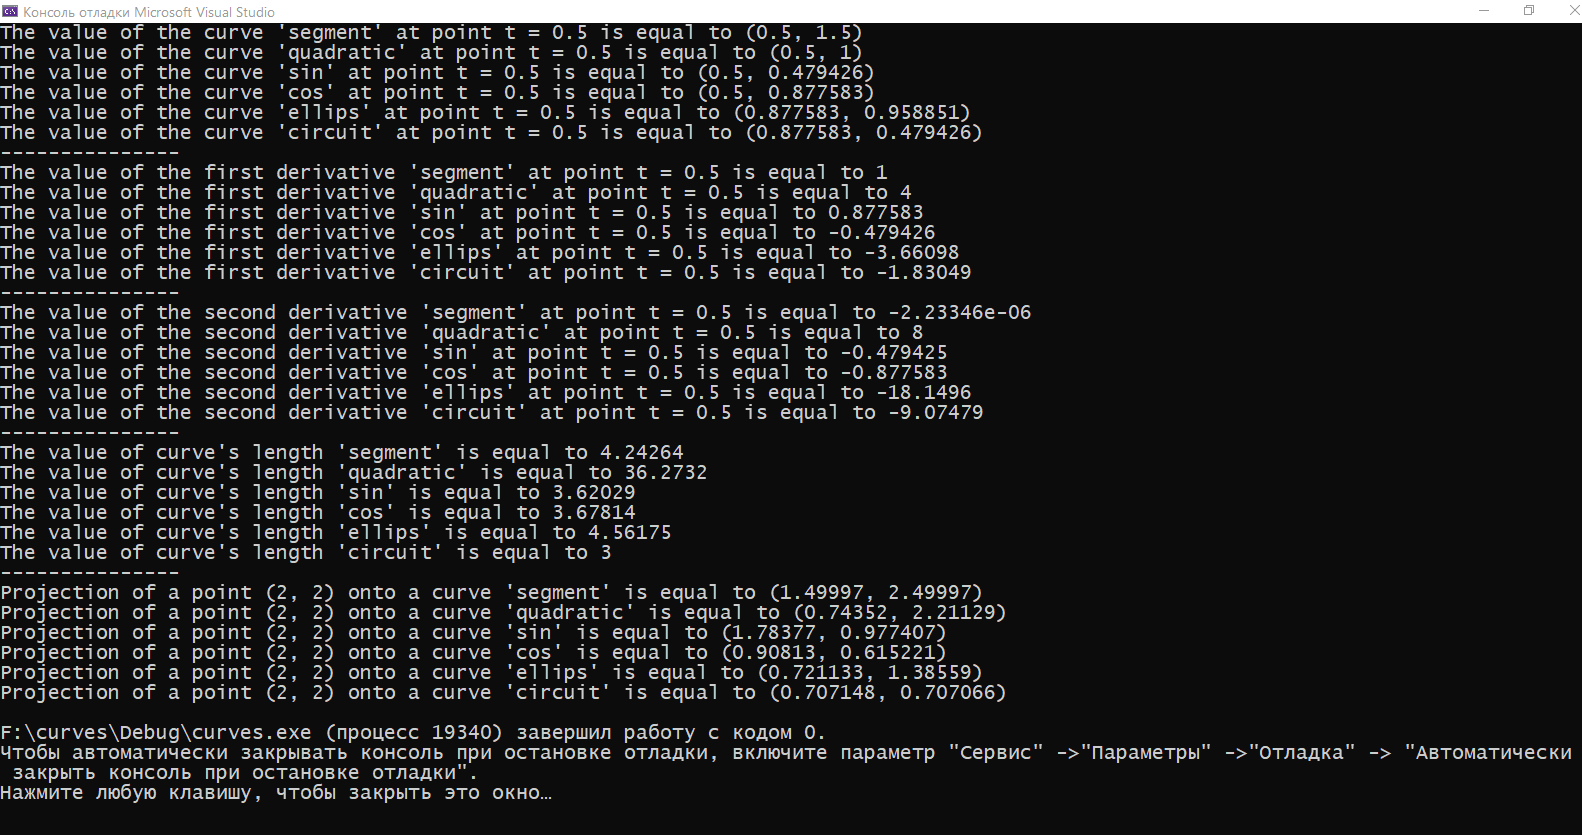 Консоль отладки Microsoft Visual Studio
The value of the curve 'segment' at point t = 0.5 is equal to (0.5, 1.5)
The value of the curve 'quadratic' at point t = 0.5 is equal to (0.5, 1)
The value of the curve 'sin' at point t = 0.5 is equal to (0.5, 0.479426)
The value of the curve 'cos' at point t = 0.5 is equal to (0.5, 0.877583)
The value of the curve 'ellips' at point t = 0.5 is equal to (0.877583, 0.958851)
The value of the curve 'circuit' at point t = 0.5 is equal to (0.877583, 0.479426)
---------------
The value of the first derivative 'segment' at point t = 0.5 is equal to 1
The value of the first derivative 'quadratic' at point t = 0.5 is equal to 4
The value of the first derivative 'sin' at point t = 0.5 is equal to 0.877583
The value of the first derivative 'cos' at point t = 0.5 is equal to -0.479426
The value of the first derivative 'ellips' at point t = 0.5 is equal to -3.66098
The value of the first derivative 'circuit' at point t = 0.5 is equal to -1.83049
---------------
The value of the second derivative 'segment' at point t = 0.5 is equal to -2.23346e-06
The value of the second derivative 'quadratic' at point t = 0.5 is equal to 8
The value of the second derivative 'sin' at point t = 0.5 is equal to -0.479425
The value of the second derivative 'cos' at point t = 0.5 is equal to -0.877583
The value of the second derivative 'ellips' at point t = 0.5 is equal to -18.1496
The value of the second derivative 'circuit' at point t = 0.5 is equal to -9.07479
---------------
The value of curve's length 'segment' is equal to 4.24264
The value of curve's length 'quadratic' is equal to 36.2732
The value of curve's length 'sin' is equal to 3.62029
The value of curve's length 'cos' is equal to 3.67814
The value of curve's length 'ellips' is equal to 4.56175
The value of curve's length 'circuit' is equal to 3
---------------
Projection of a point (2, 2) onto a curve 'segment' is equal to (1.49997, 2.49997)
Projection of a point (2, 2) onto a curve 'quadratic' is equal to (0.74352, 2.21129)
Projection of a point (2, 2) onto a curve 'sin' is equal to (1.78377, 0.977407)
Projection of a point (2, 2) onto a curve 'cos' is equal to (0.90813, 0.615221)
Projection of a point (2, 2) onto a curve 'ellips' is equal to (0.721133, 1.38559)
Projection of a point (2, 2) onto a curve 'circuit' is equal to (0.707148, 0.707066)
F:\curves\Debug\curves.exe (процесс 19340) завершил работу с кодом 0.
Чтобы автоматически закрывать консоль при остановке отладки, включите параметр "Сервис" ->"Параметры" ->"Отладка" -> "Автоматически
закрыть консоль при остановке отладки".
Нажмите любую клавишу, чтобы закрыть это окно…